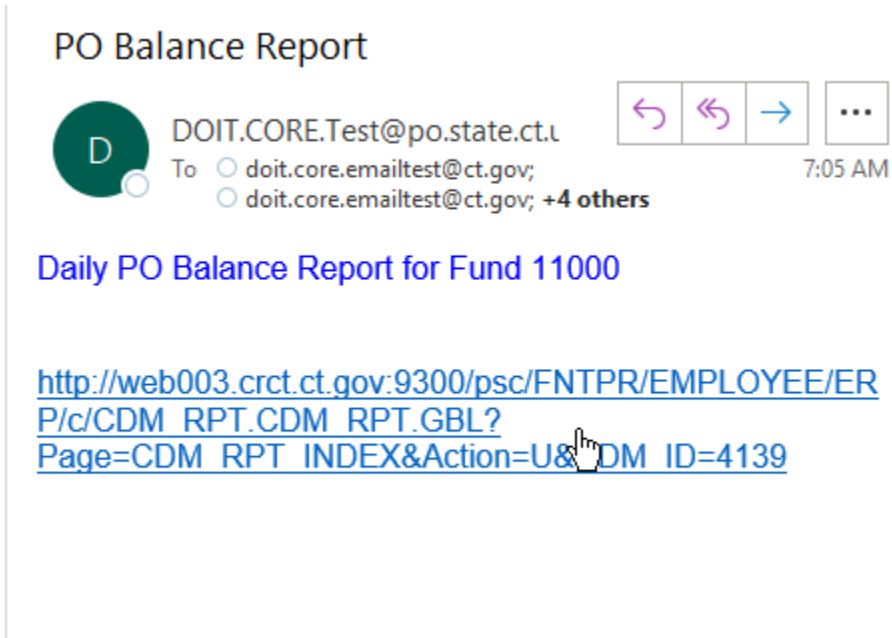 PO Balance Report
D
DOIT.CORE.Test@po.state.ct.
To doit.core.emailtest@ct.gov;
doit.core.emailtest@ct.gov; +4 others
7:05 AM
Daily PO Balance Report for Fund 11000
http://web003.crct.ct.gov:9300/psc/FNTPR/EMPLOYEE/ER
P/c/CDM_RPT.CDM_RPT.GBL?
Page=CDM_RPT_INDEX&Action=U&CDM_ID=4139